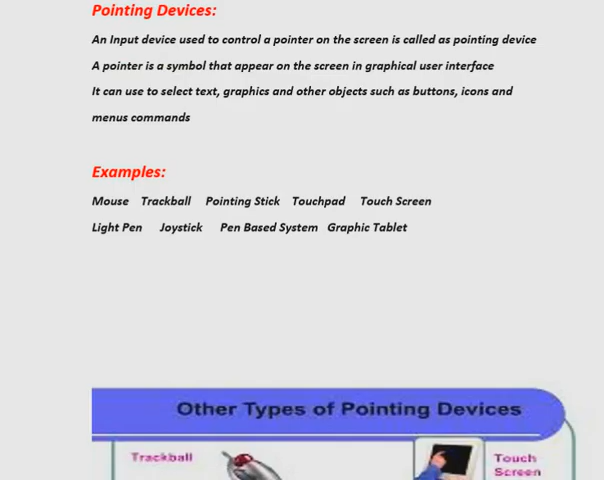 Pointing Devices:
An Input device used to control a pointer on the screen is called as pointing device
A pointer is a symbol that appear on the screen in graphical user interface
It can use to select text, graphics and other objects such as buttons, icons and
menus commands
Examples:
Mouse Trackball Pointing Stick Touchpad Touch Screen
Light Pen Joystick Pen Based System Graphic Tablet
Other Types of Pointing Devices
Trackball
Touch
Screen